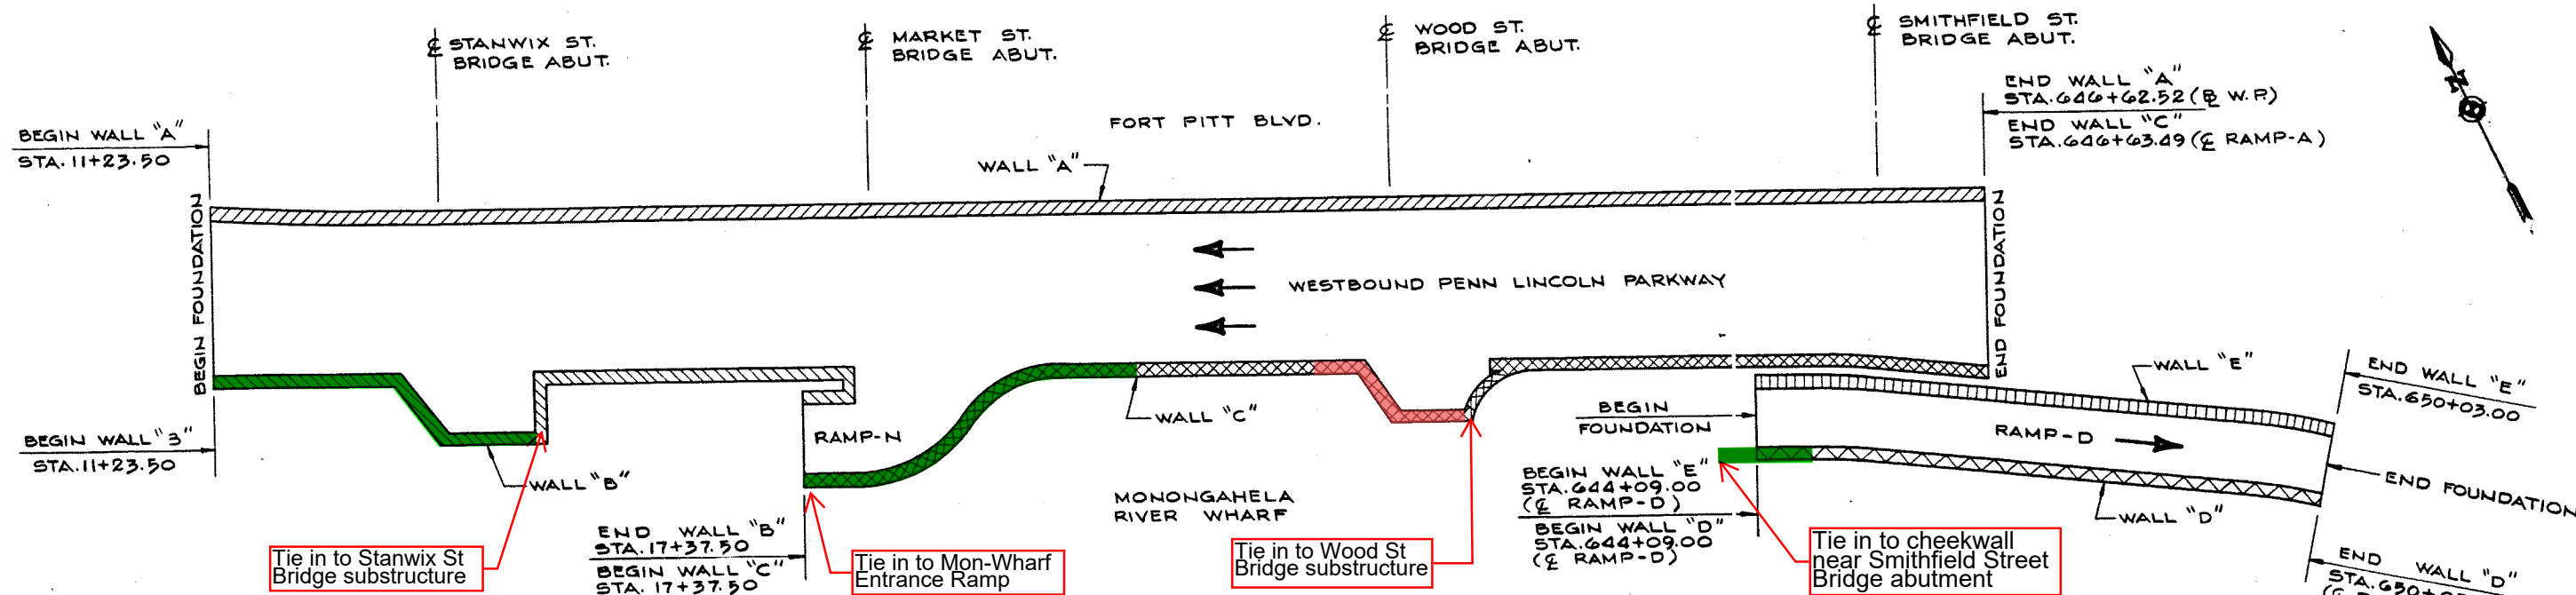 ℄ STANWIX ST.
BRIDGE ABUT.
℄ MARKET ST.
BRIDGE ABUT.
℄ WOOD ST.
BRIDGE ABUT.
℄ SMITHFIELD ST.
BRIDGE ABUT.
N
BEGIN WALL "A"
STA. 11+23.50
FORT PITT BLVD.
WALL "A"
END WALL "A"
STA. 646+62.52 (℄ W.P.)
END WALL "C"
STA. 646+63.49 (℄ RAMP-A)
BEGIN FOUNDATION
WESTBOUND PENN LINCOLN PARKWAY
END FOUNDATION
BEGIN WALL "3"
STA. 11+23.50
WALL "B"
RAMP-N
WALL "C"
MONONGAHELA
RIVER WHARF
BEGIN
FOUNDATION
WALL "E"
END WALL "E"
STA. 650+03.00
RAMP-D
END FOUNDATION
WALL "D"
END WALL "B"
STA. 17+37.50
BEGIN WALL "C"
STA. 17+37.50
BEGIN WALL "E"
STA. 644+09.00
(℄ RAMP-D)
BEGIN WALL "D"
STA. 644+09.00
(℄ RAMP-D)
END WALL "D"
Tie in to Stanwix St
Bridge substructure
Tie in to Mon-Wharf
Entrance Ramp
Tie in to Wood St
Bridge substructure
Tie in to cheekwall
near Smithfield Street
Bridge abutment